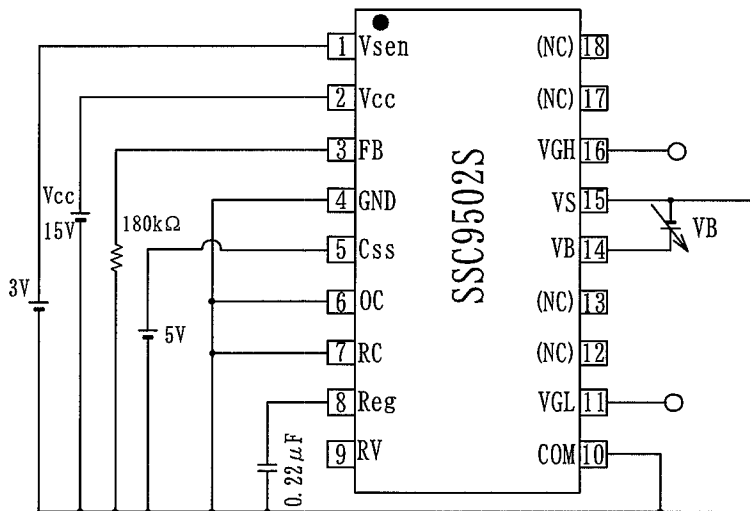 1 Vsen
2 Vcc
3 FB
4 GND
5 Css
6 OC
7 RC
8 Reg
9 RV
(NC) 18
(NC) 17
VGH 16
VS 15
VB 14
(NC) 13
(NC) 12
VGL 11
COM 10
SSC9502S
Vcc
15V
180kΩ
3V
5V
0.22μF
VB